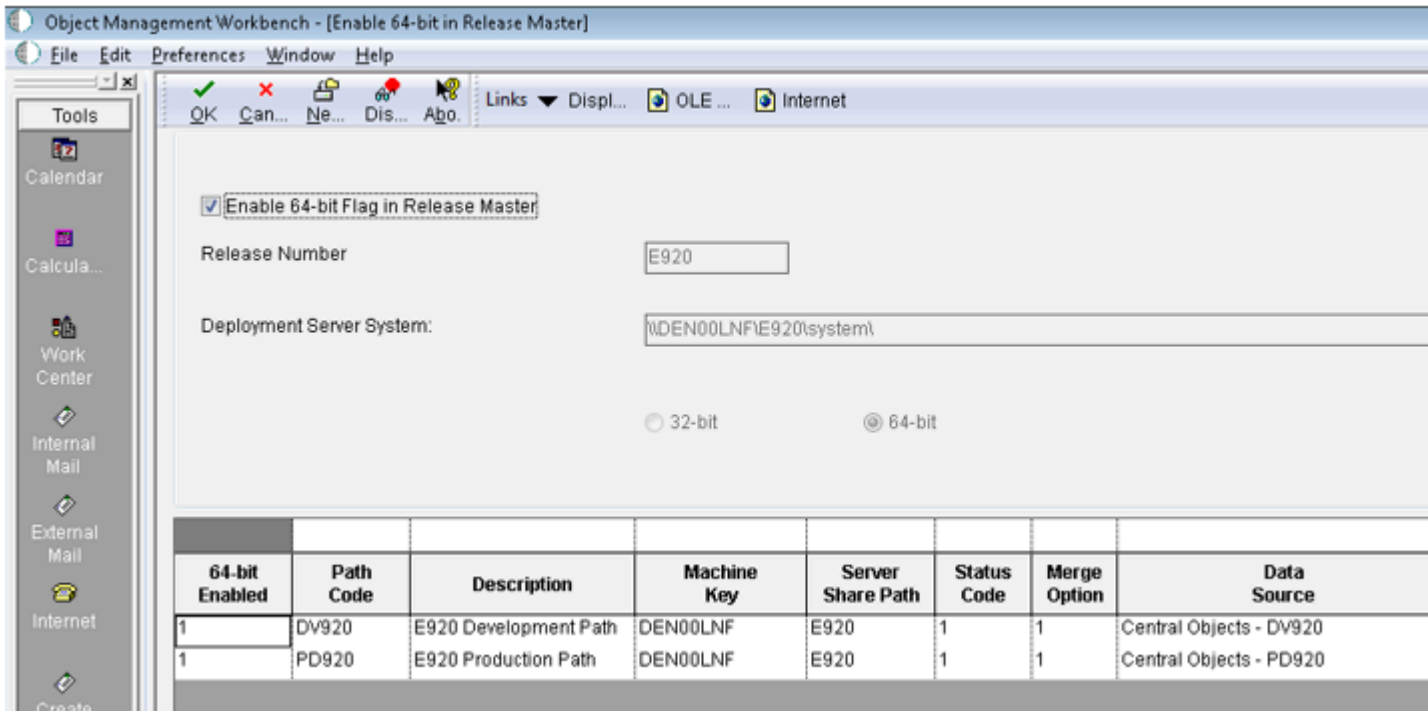 Object Management Workbench - [Enable 64-bit in Release Master]
File Edit Preferences Window Help
Tools
OK Can... Ne... Dis... Abo. Links Displ... OLE ... Internet
Calendar
Calcula...
Work
Center
Internal
Mail
External
Mail
Internet
Create
Enable 64-bit Flag in Release Master
Release Number E920
Deployment Server System: \\DEN00LNF\E920\system\
32-bit 64-bit
64-bit Enabled Path Code Description Machine Key Server Share Path Status Code Merge Option Data Source
1 DV920 E920 Development Path DEN00LNF E920 1 1 Central Objects - DV920
1 PD920 E920 Production Path DEN00LNF E920 1 1 Central Objects - PD920